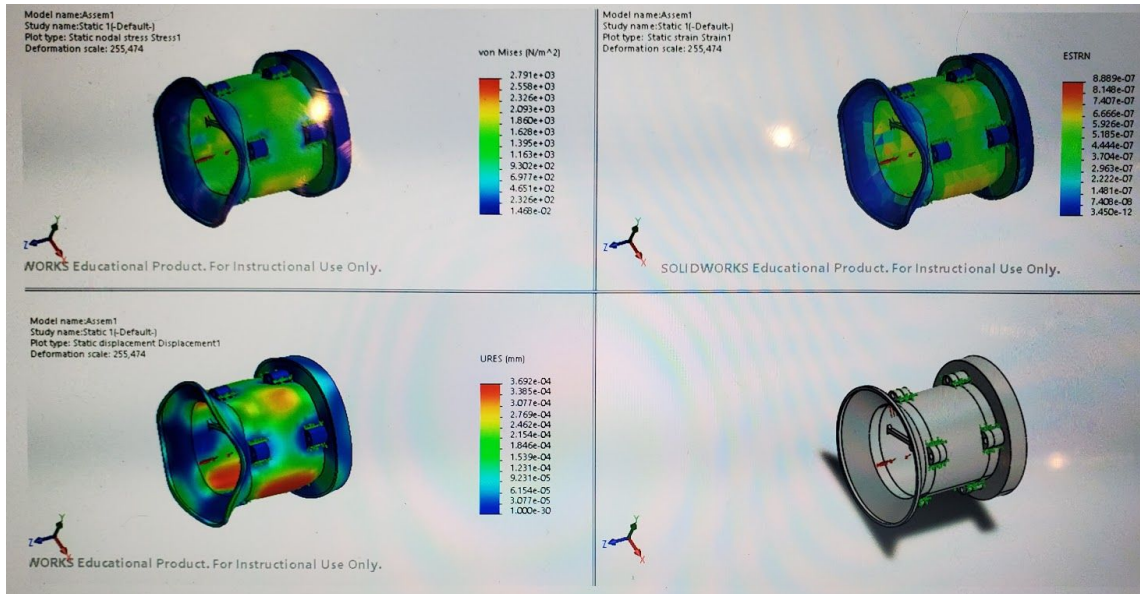 Model name:Assem1
Study name:Static 1(-Default-)
Plot type: Static nodal stress Stress1
Deformation scale: 255,474
von Mises (N/m^2)
2.791e+03
2.558e+03
2.326e+03
2.093e+03
1.860e+03
1.628e+03
1.395e+03
1.163e+03
9.302e+02
6.977e+02
4.651e+02
2.326e+02
1.468e-02
Y
Z
X
WORKS Educational Product. For Instructional Use Only.
Model name:Assem1
Study name:Static 1(-Default-)
Plot type: Static strain Strain1
Deformation scale: 255,474
ESTRN
8.889e-07
8.148e-07
7.407e-07
6.666e-07
5.926e-07
5.185e-07
4.444e-07
3.704e-07
2.963e-07
2.222e-07
1.481e-07
7.408e-08
3.450e-12
Y
Z
X
SOLIDWORKS Educational Product. For Instructional Use Only.
Model name:Assem1
Study name:Static 1(-Default-)
Plot type: Static displacement Displacement1
Deformation scale: 255,474
URES (mm)
3.692e-04
3.385e-04
3.077e-04
2.769e-04
2.462e-04
2.154e-04
1.846e-04
1.539e-04
1.231e-04
9.231e-05
6.154e-05
3.077e-05
1.000e-30
Y
Z
X
WORKS Educational Product. For Instructional Use Only.
Y
Z
X